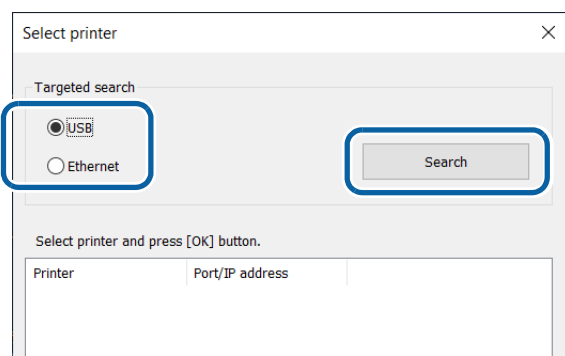 Select printer
Targeted search
USB
Ethernet
Search
Select printer and press [OK] button.
Printer Port/IP address